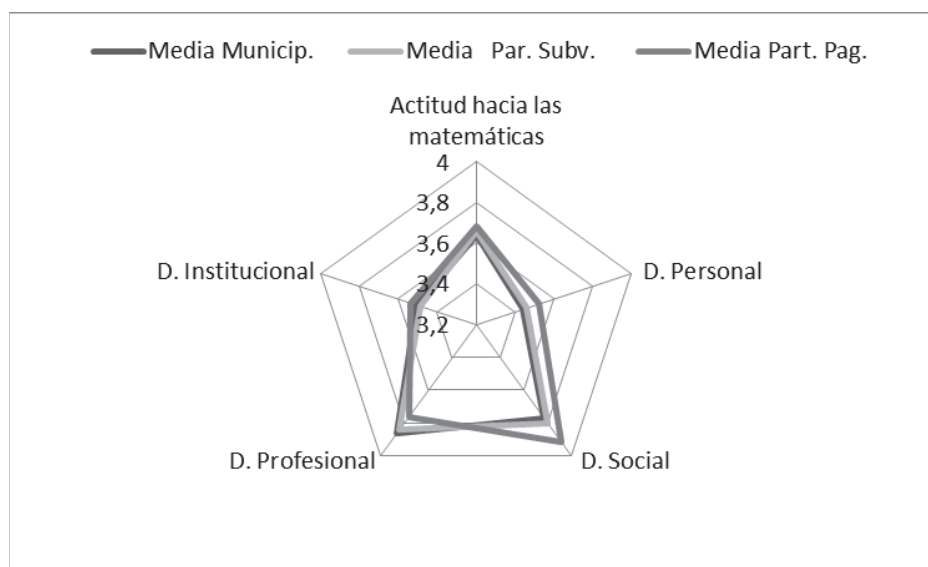 Media Municip. Media Par. Subv. Media Part. Pag.
Actitud hacia las
matemáticas
4
3,8
3,6
3,4
3,2
D. Institucional
D. Personal
D. Profesional
D. Social